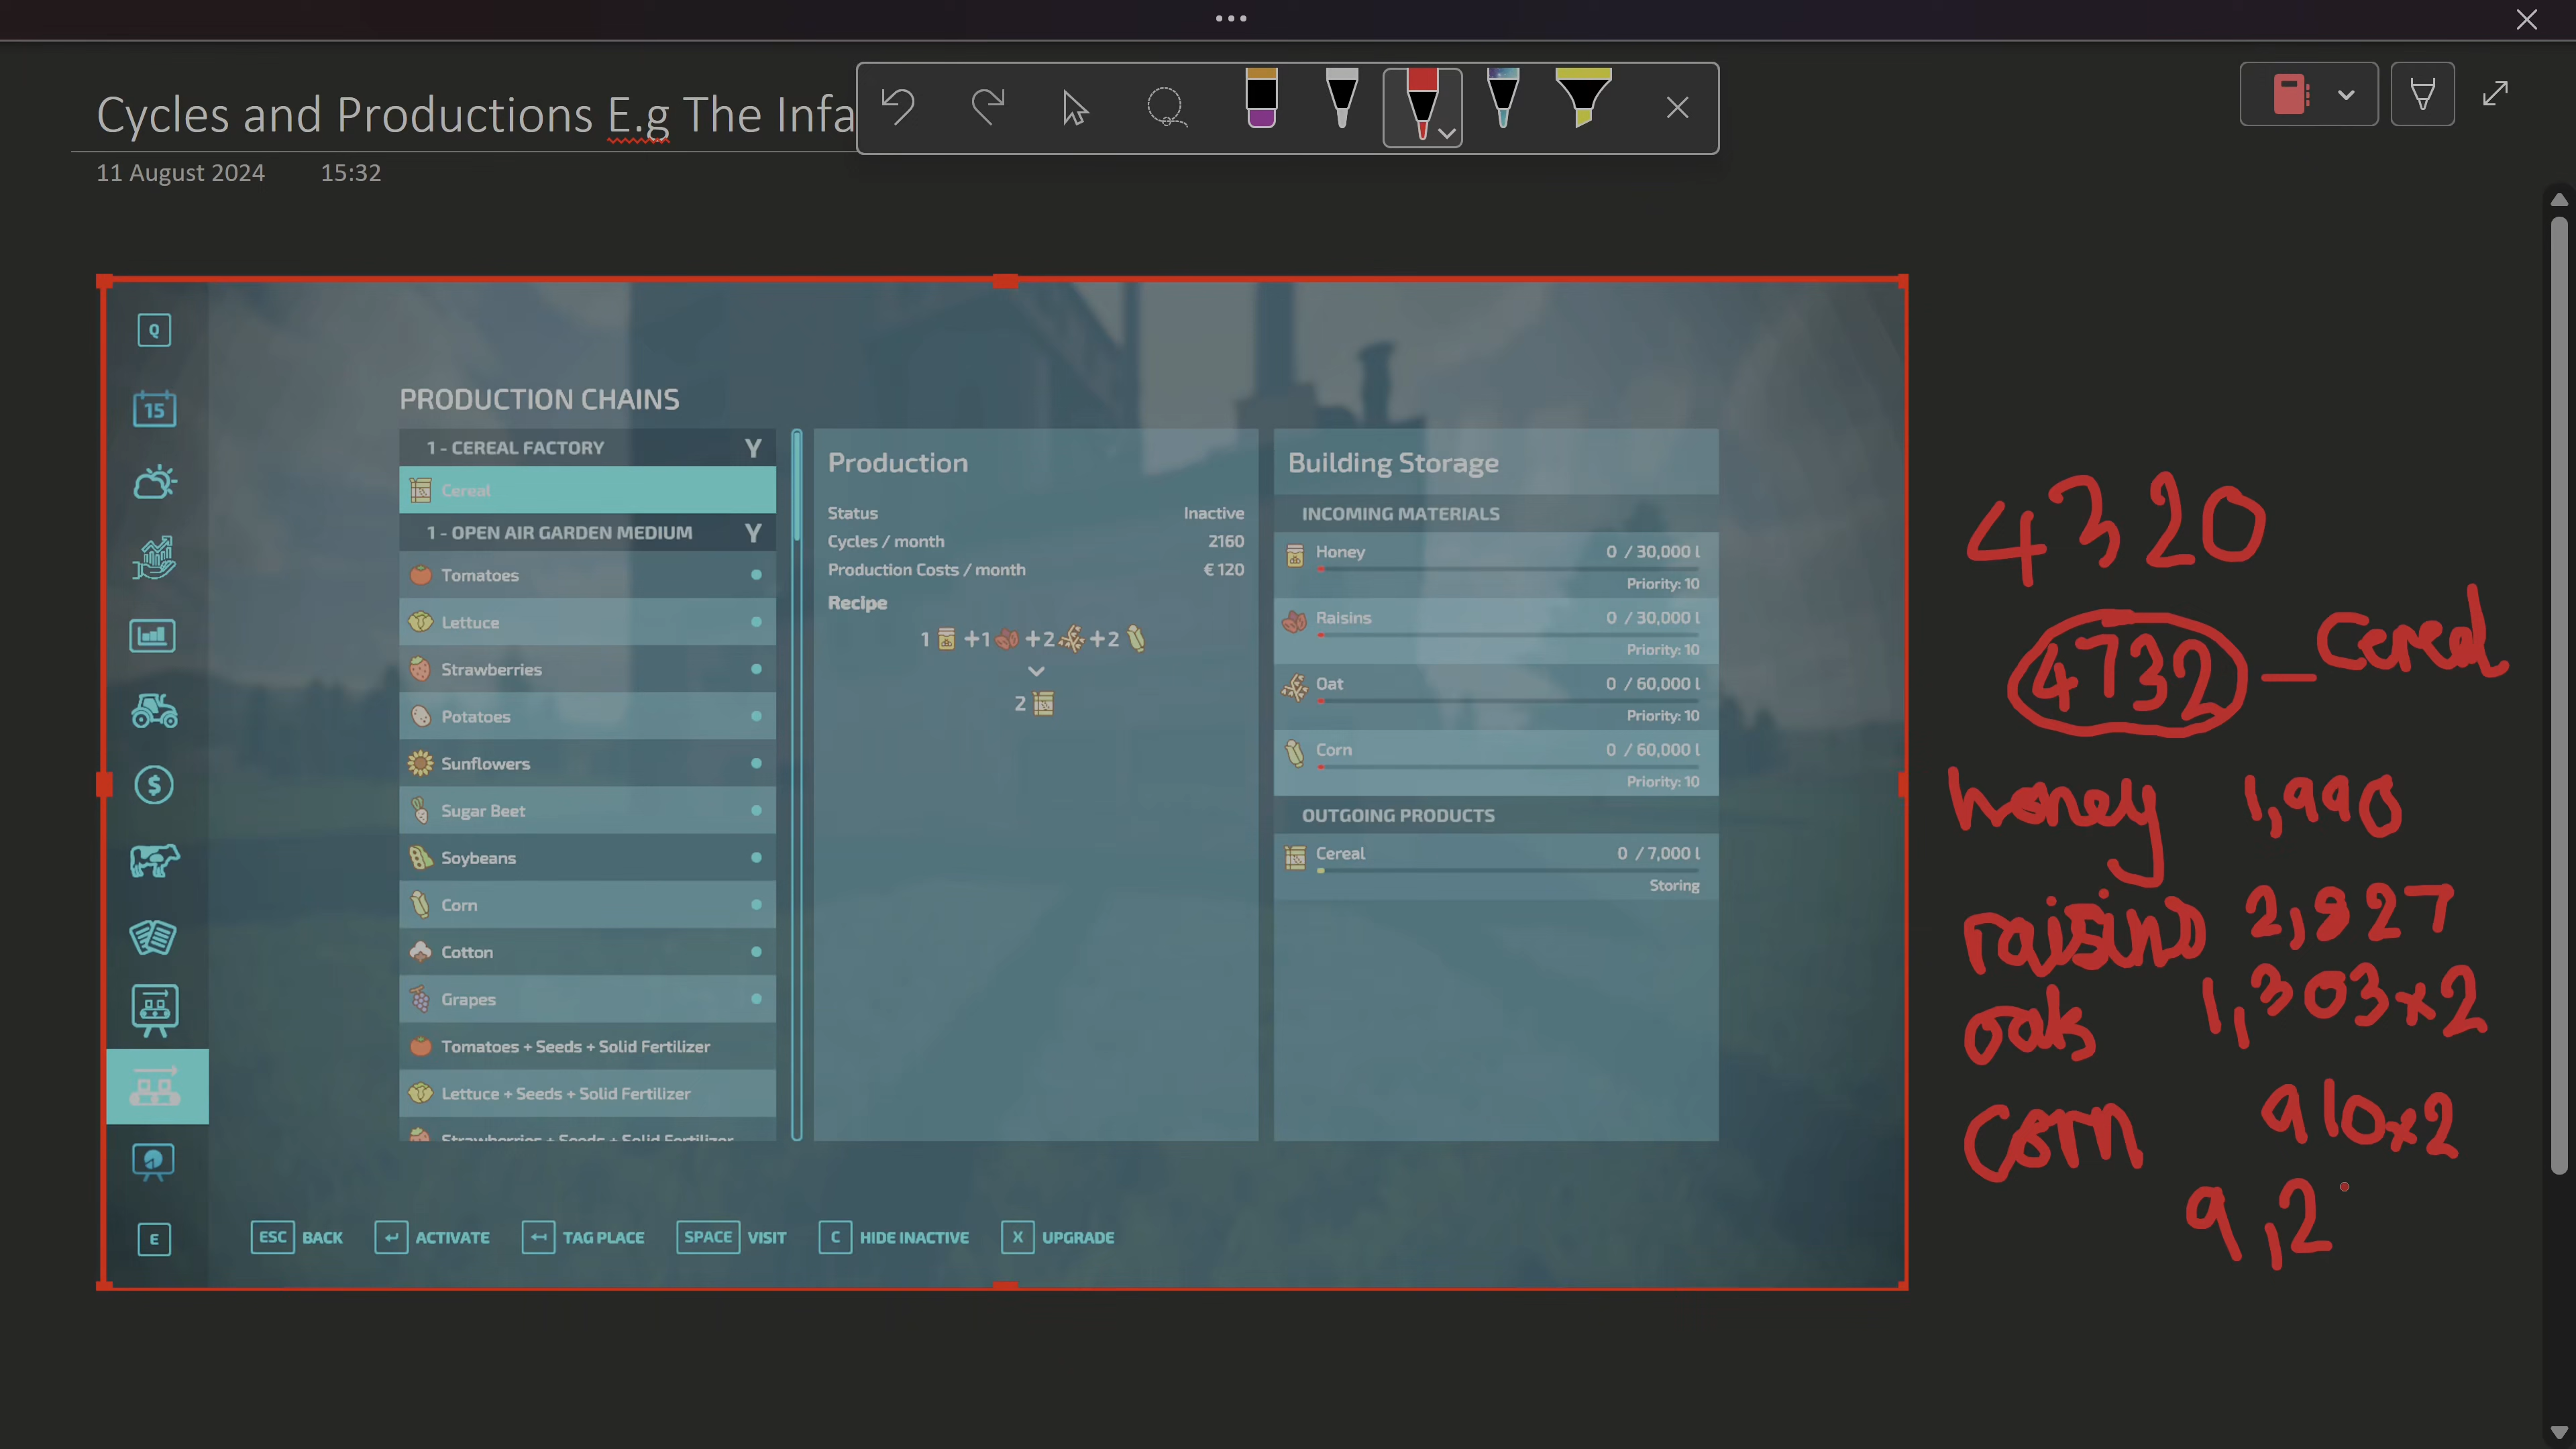 Cycles and Productions E.g The Infa
11 August 2024 15:32
Q
15
E
PRODUCTION CHAINS
1 - CEREAL FACTORY Y
Cereal
1 - OPEN AIR GARDEN MEDIUM Y
Tomatoes
Lettuce
Strawberries
Potatoes
Sunflowers
Sugar Beet
Soybeans
Corn
Cotton
Grapes
Tomatoes + Seeds + Solid Fertilizer
Lettuce + Seeds + Solid Fertilizer
Strawberries + Seeds + Solid Fertilizer
Production
Status Inactive
Cycles / month 2160
Production Costs / month € 120
Recipe
1 +1 +2 +2
2
Building Storage
INCOMING MATERIALS
Honey 0 / 30,000 l
Priority: 10
Raisins 0 / 30,000 l
Priority: 10
Oat 0 / 60,000 l
Priority: 10
Corn 0 / 60,000 l
Priority: 10
OUTGOING PRODUCTS
Cereal 0 / 7,000 l
Storing
ESC BACK ACTIVATE TAG PLACE SPACE VISIT C HIDE INACTIVE X UPGRADE
4320
4732 — Cereal
honey 1,990
raisins 2,827
oats 1,303x2
corn 910x2
9,2